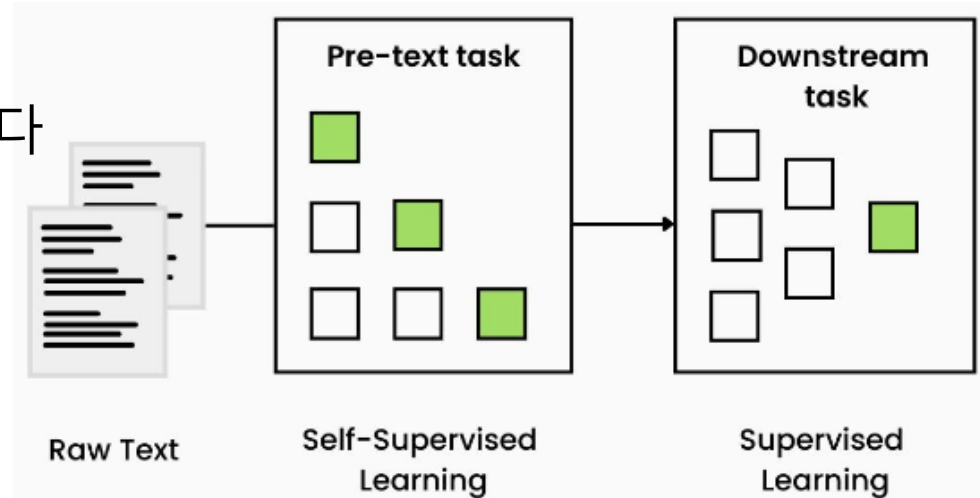 다
Pre-text task
Downstream
task
Raw Text
Self-Supervised
Learning
Supervised
Learning